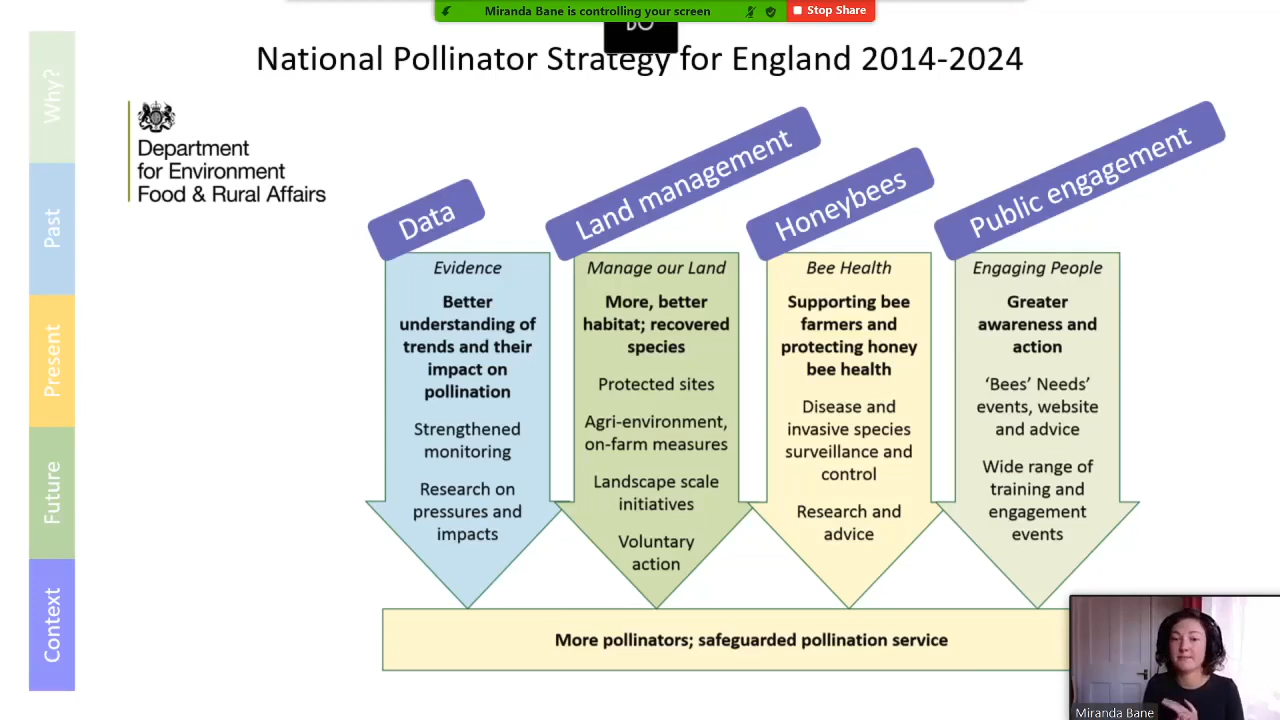 Miranda Bane is controlling your screen
Stop Share
National Pollinator Strategy for England 2014-2024
Why?
Past
Present
Future
Context
Department
for Environment
Food & Rural Affairs
Data
Land management
Honeybees
Public engagement
Evidence
Better
understanding of
trends and their
impact on
pollination
Strengthened
monitoring
Research on
pressures and
impacts
Manage our Land
More, better
habitat; recovered
species
Protected sites
Agri-environment,
on-farm measures
Landscape scale
initiatives
Voluntary
action
Bee Health
Supporting bee
farmers and
protecting honey
bee health
Disease and
invasive species
surveillance and
control
Research and
advice
Engaging People
Greater
awareness and
action
‘Bees’ Needs’
events, website
and advice
Wide range of
training and
engagement
events
More pollinators; safeguarded pollination service
Miranda Bane